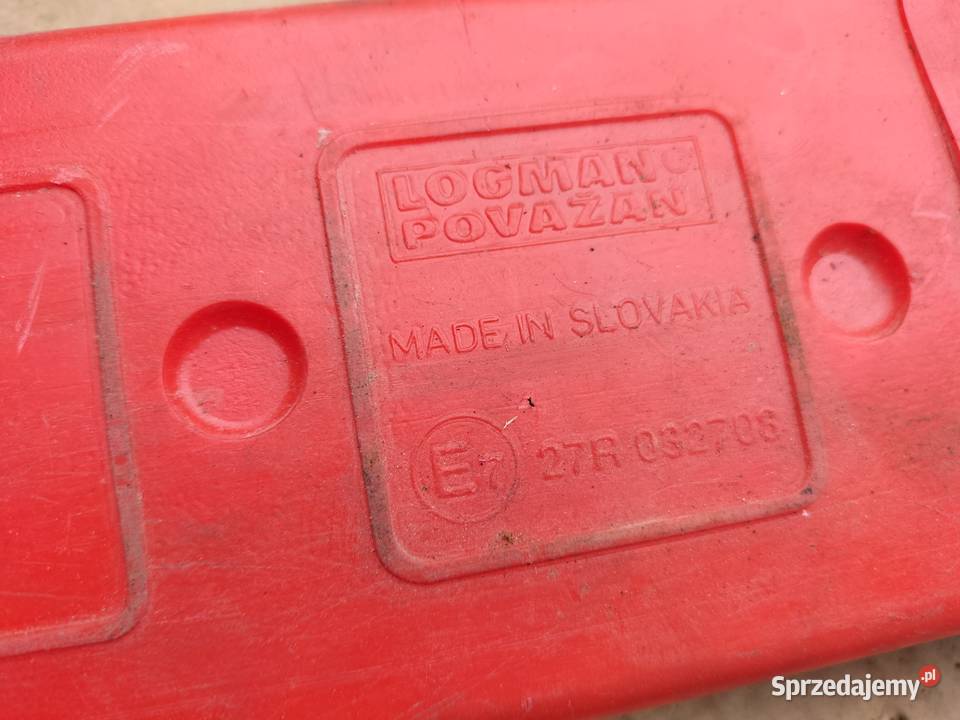 LOGMAN
POVAŽAN
MADE IN SLOVAKIA
E7 27R 032706
Sprzedajemy.pl